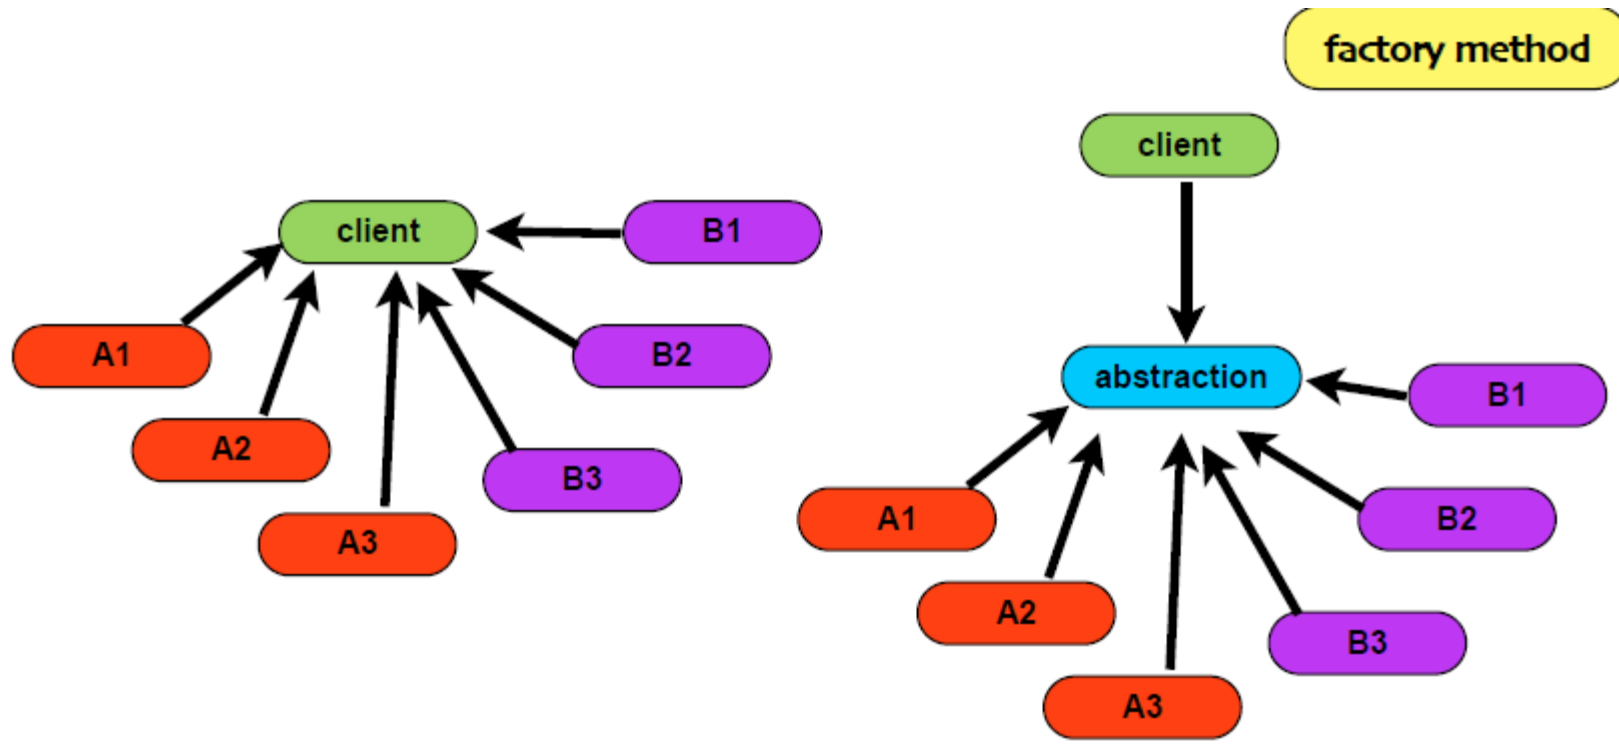 factory method
client
B1
A1
B2
A2
B3
A3
client
abstraction
B1
A1
B2
A2
B3
A3